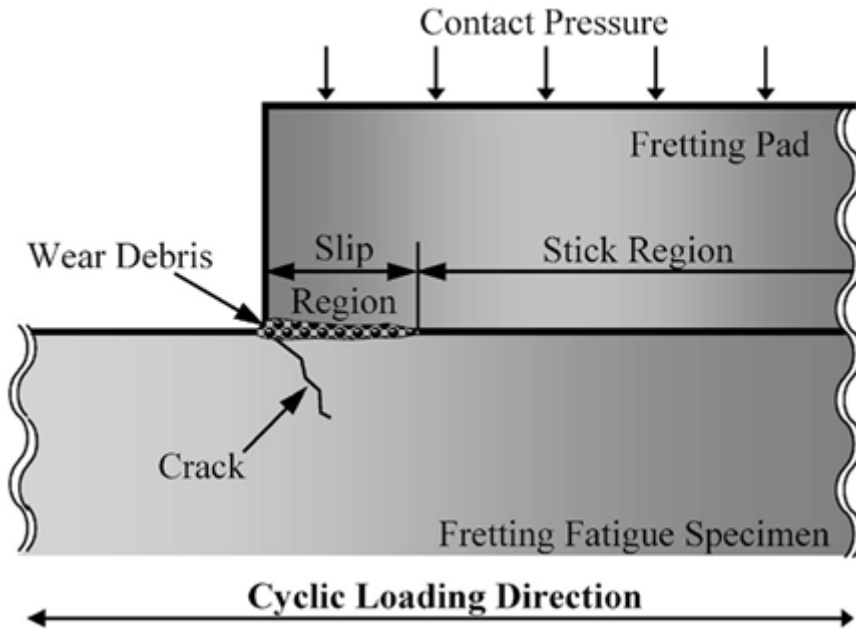 Contact Pressure
Fretting Pad
Wear Debris
Slip
Region
Stick Region
Crack
Fretting Fatigue Specimen
Cyclic Loading Direction